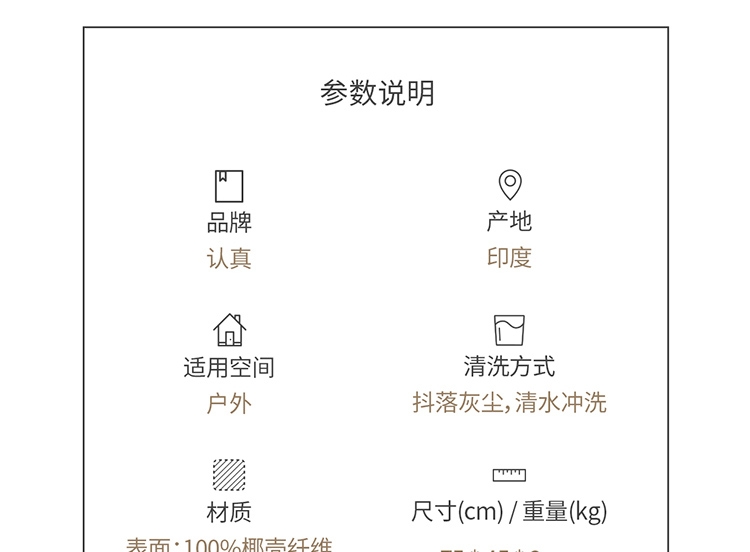 参数说明
品牌
认真
产地
印度
适用空间
户外
清洗方式
抖落灰尘，清水冲洗
材质
表面：100%椰壳纤维
尺寸(cm) / 重量(kg)